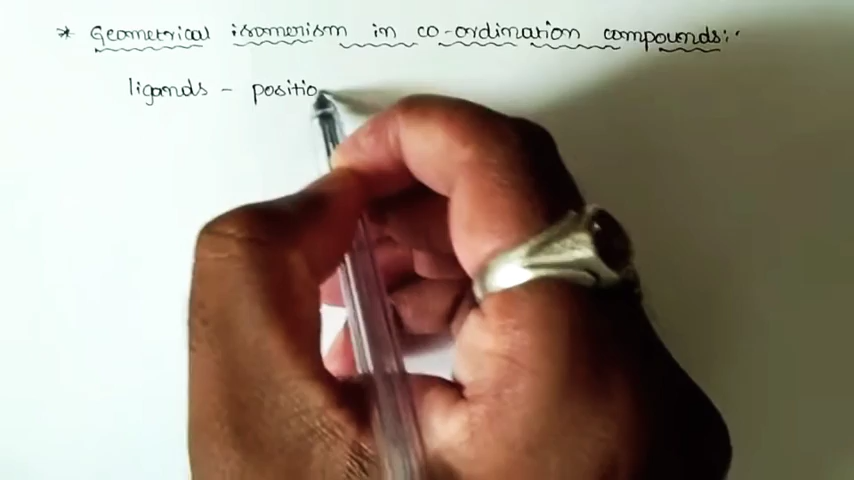 * Geometrical isomerism in co-ordination compounds:-
ligands - positio